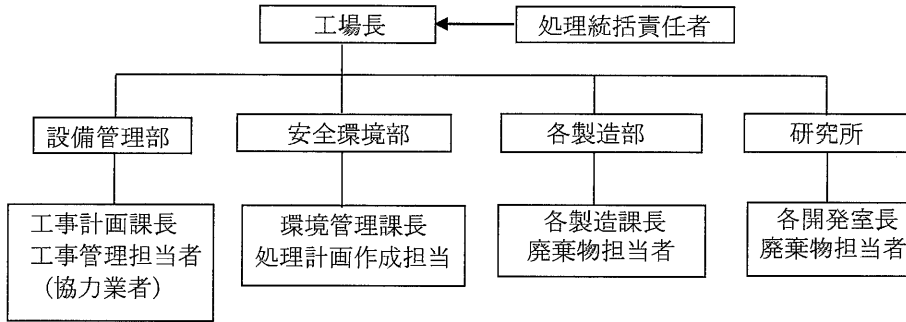 工場長
処理統括責任者
設備管理部
安全環境部
各製造部
研究所
工事計画課長
工事管理担当者
(協力業者)
環境管理課長
処理計画作成担当
各製造課長
廃棄物担当者
各開発室長
廃棄物担当者